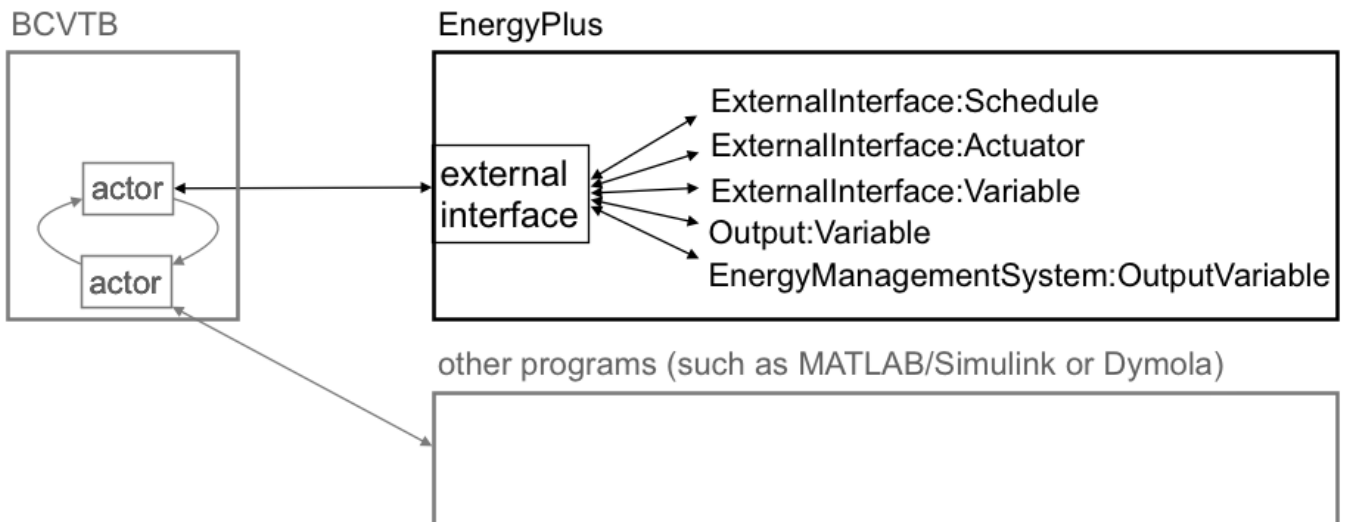 BCVTB
EnergyPlus
actor
actor
external
interface
ExternalInterface:Schedule
ExternalInterface:Actuator
ExternalInterface:Variable
Output:Variable
EnergyManagementSystem:OutputVariable
other programs (such as MATLAB/Simulink or Dymola)